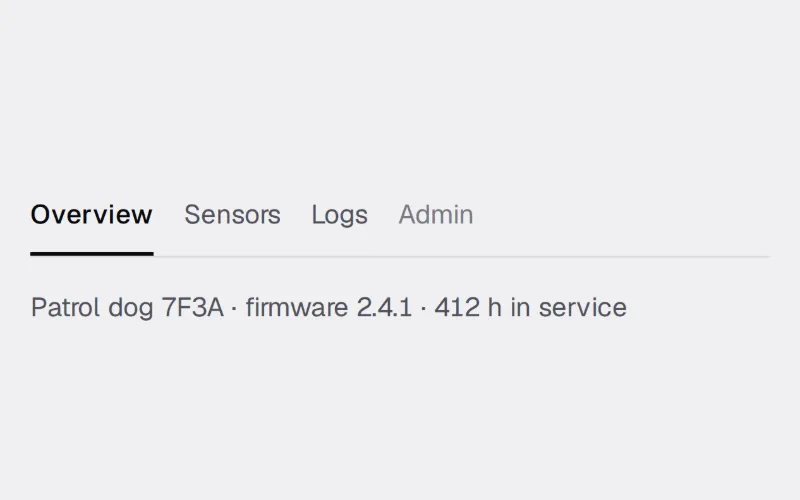 Overview Sensors Logs Admin
Patrol dog 7F3A · firmware 2.4.1 · 412 h in service